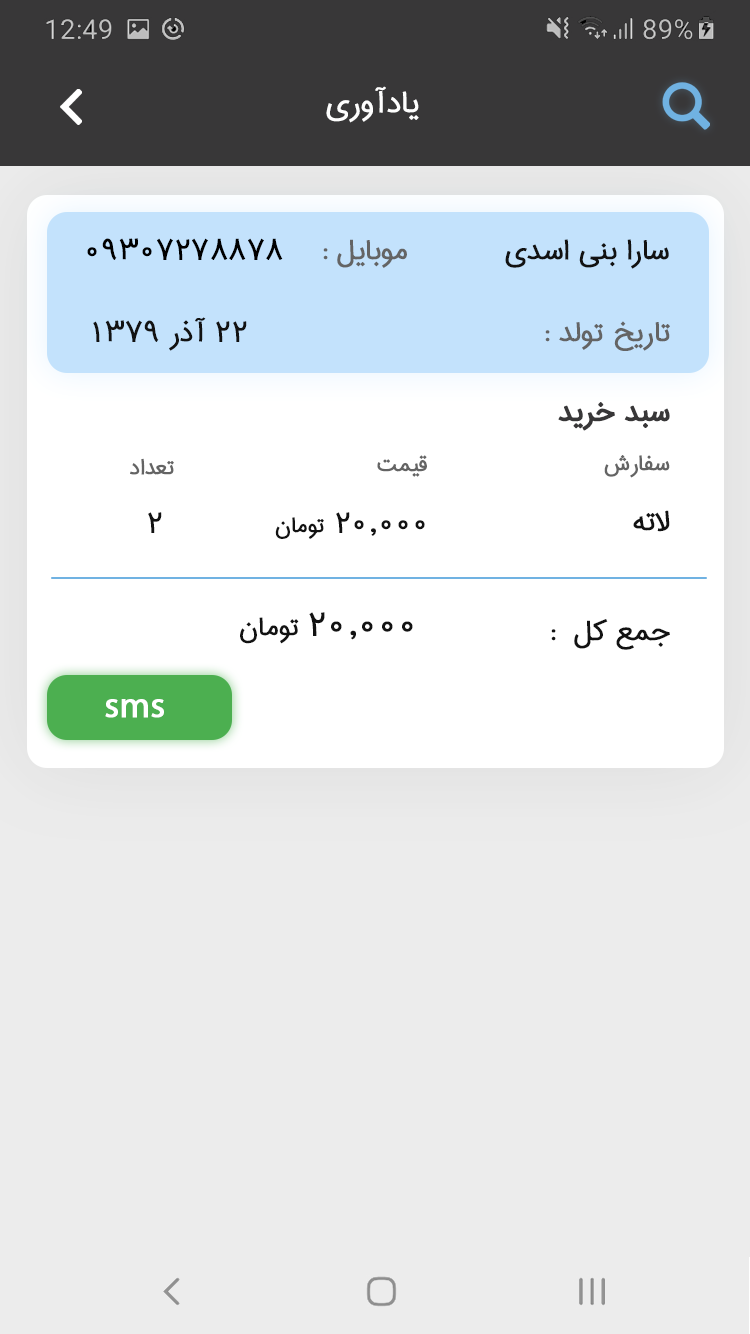 12:49 89%
یادآوری
سارا بنی اسدی موبایل : ۰۹۳۰۷۲۷۸۸۷۸
تاریخ تولد : ۲۲ آذر ۱۳۷۹
سبد خرید
سفارش قیمت تعداد
لاته ۲۰,۰۰۰ تومان ۲
جمع کل : ۲۰,۰۰۰ تومان
sms